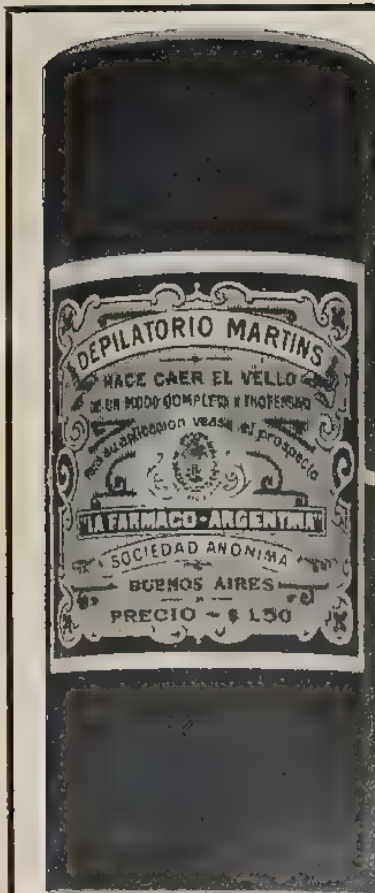 DEPILATORIO MARTINS
HACE CAER EL VELLO
DE UN MODO COMPLETO E INOFENSIVO
Para su aplicacion vease el prospecto
"LA FARMACO-ARGENTINA"
SOCIEDAD ANONIMA
BUENOS AIRES
PRECIO ~ $ 1.50